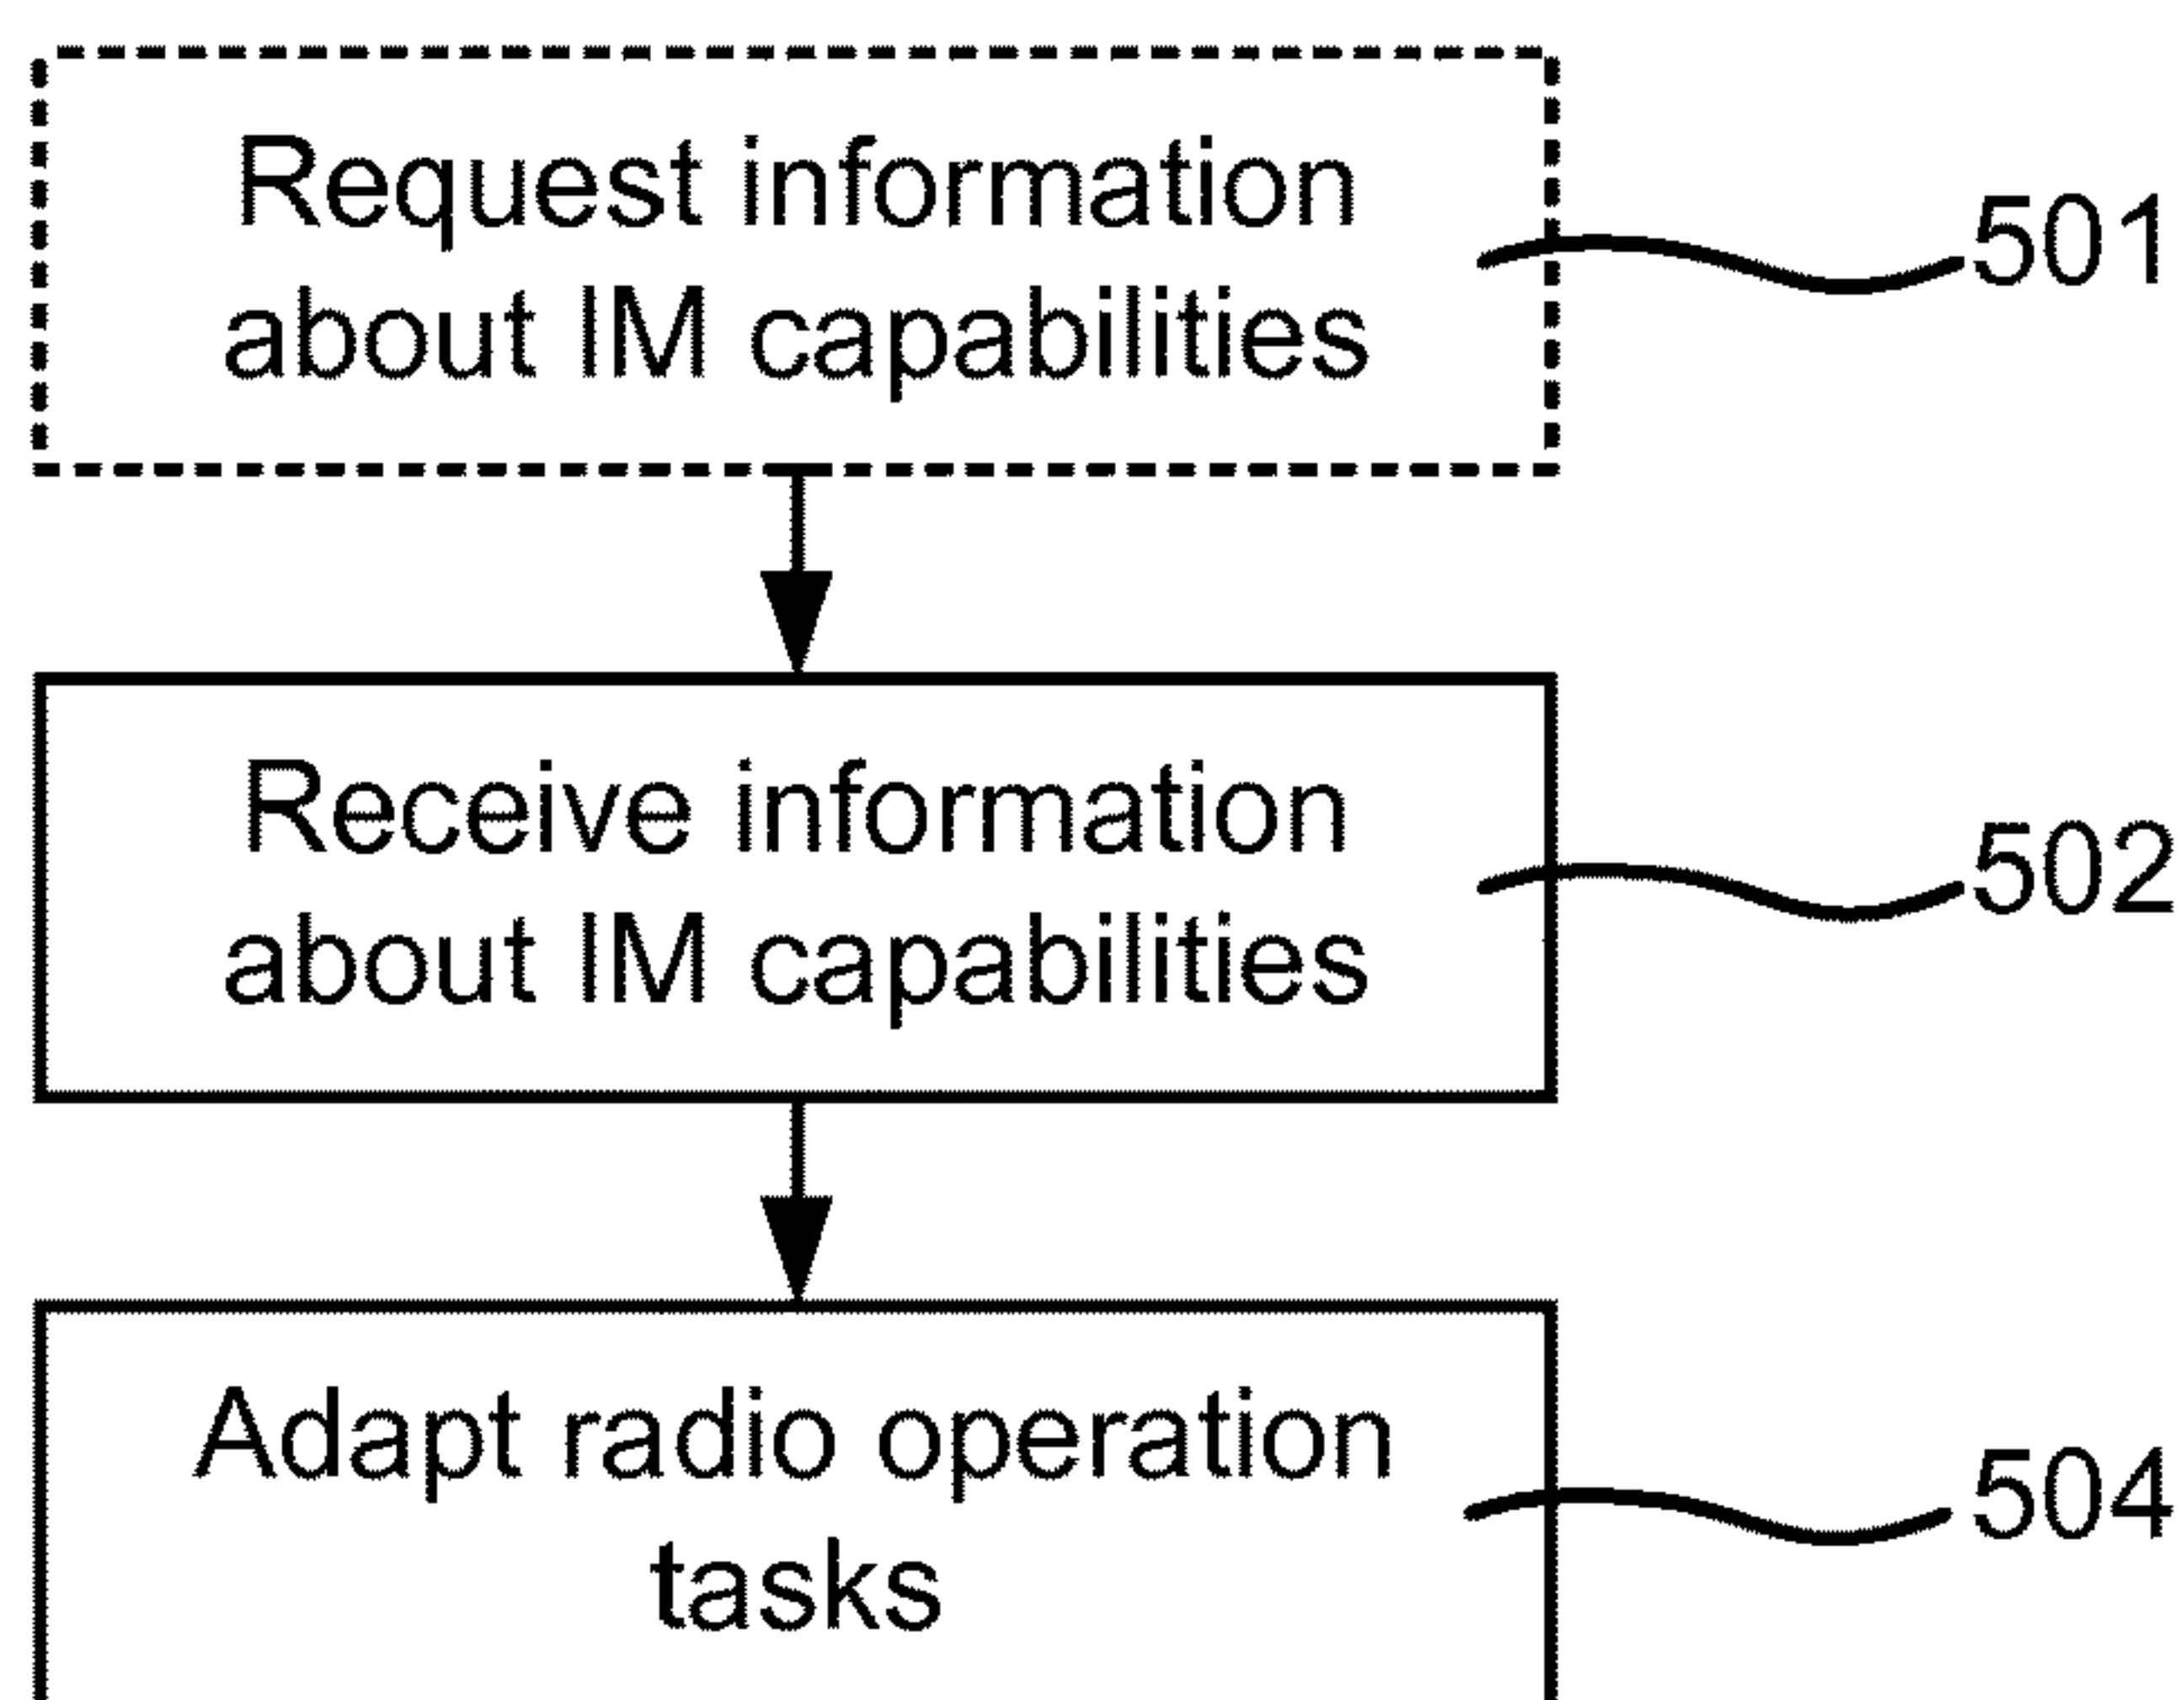 Request information
about IM capabilities
501
Receive information
about IM capabilities
502
Adapt radio operation
tasks
504